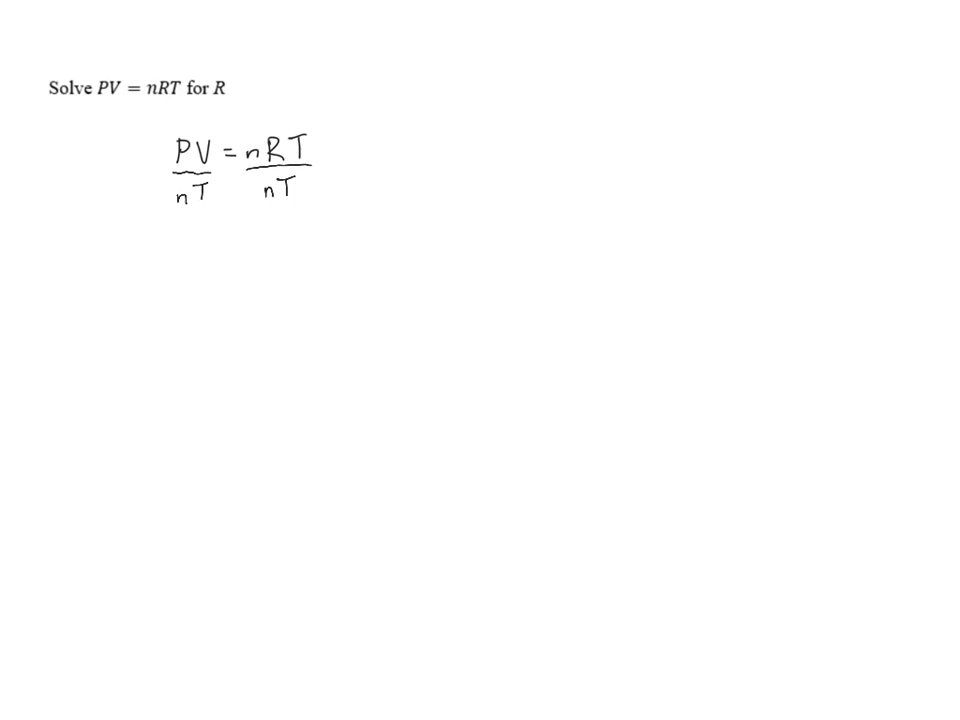 Solve PV = nRT for R
PV = nRT
nT nT